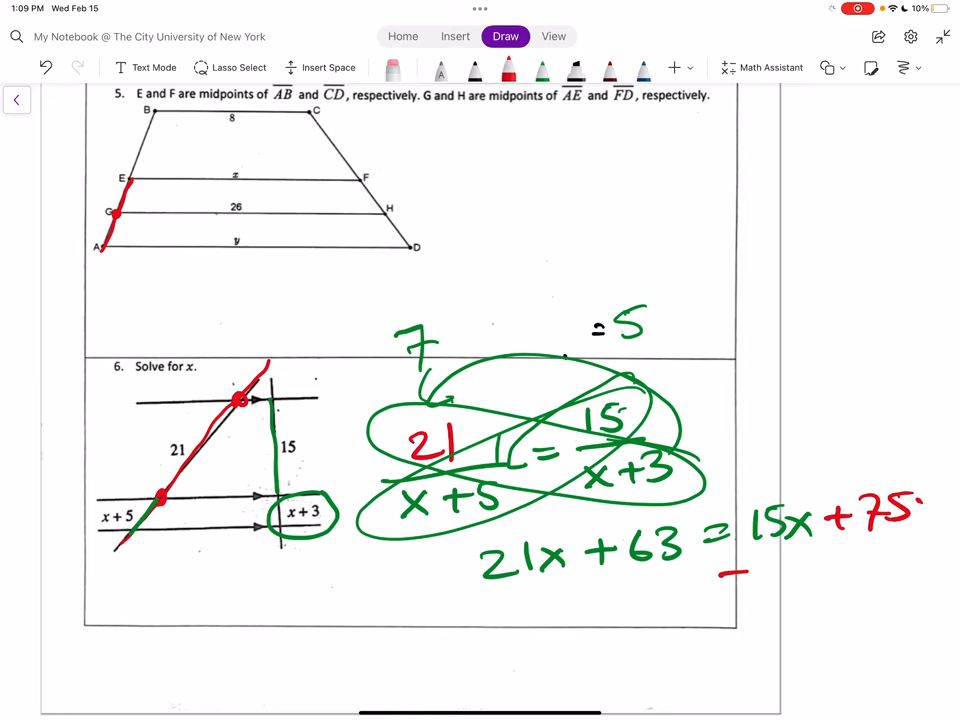 1:09 PM Wed Feb 15
10%
My Notebook @ The City University of New York
Home Insert Draw View
Text Mode Lasso Select Insert Space Math Assistant
5. E and F are midpoints of AB and CD, respectively. G and H are midpoints of AE and FD, respectively.
B C
8
E x F
G 26 H
A y D
6. Solve for x.
21 15
x + 5 x + 3
7 = 5
21 = 15
x + 5 x + 3
21x + 63 = 15x + 75